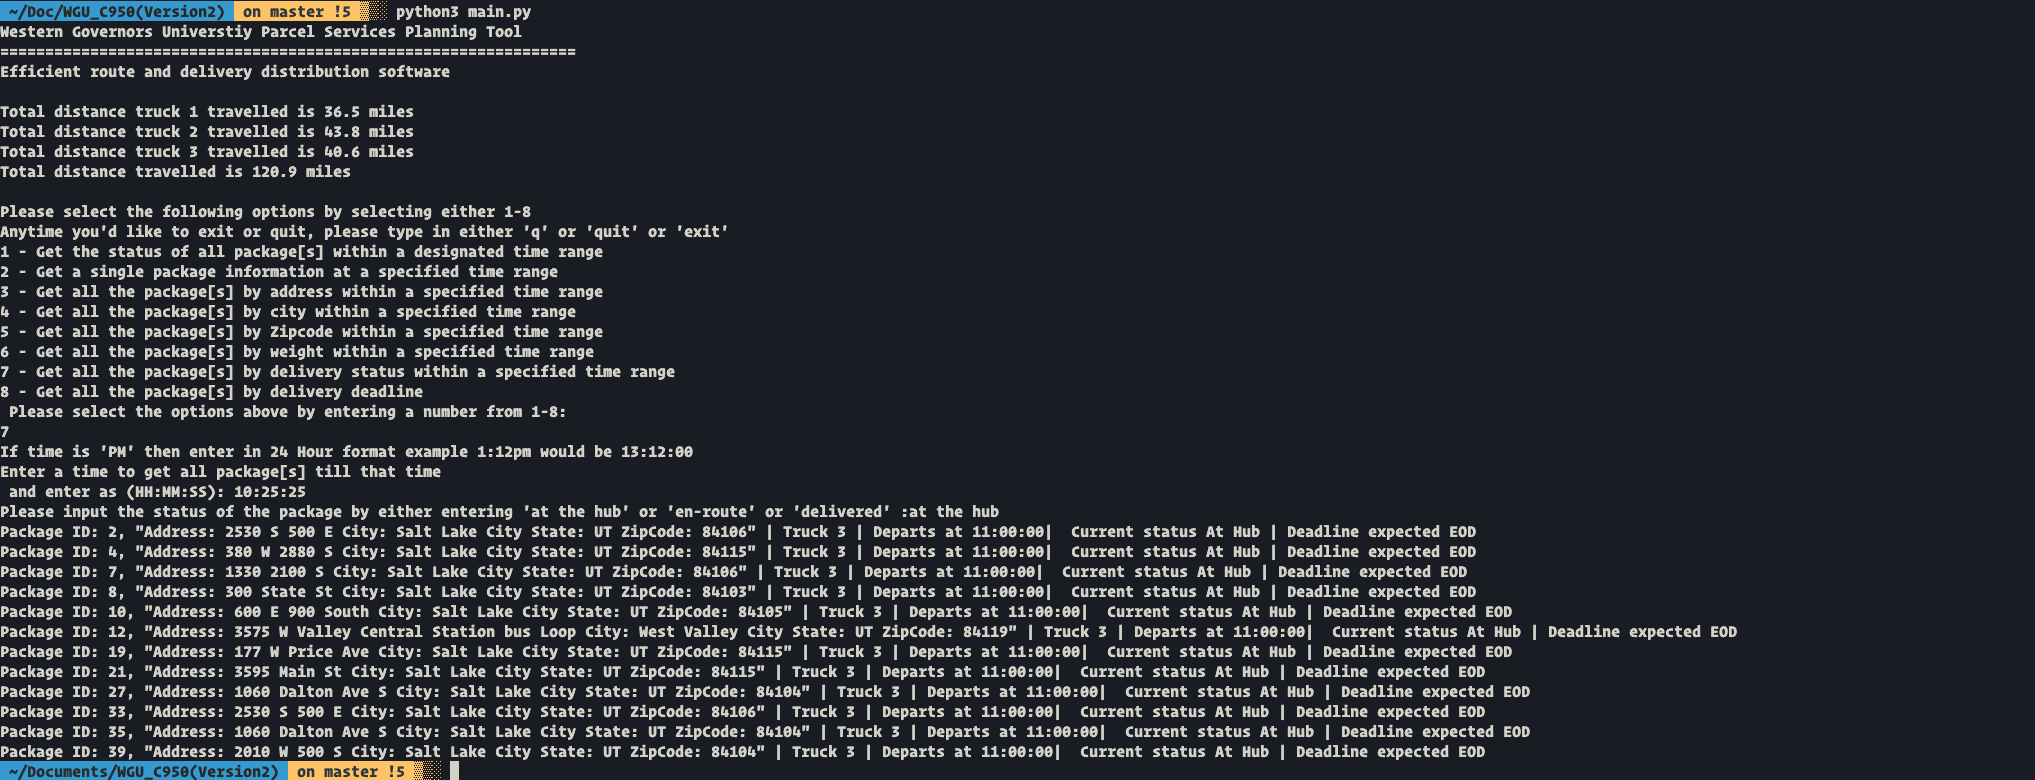 ~/Doc/WGU_C950(Version2) on master !5 python3 main.py
Western Governors Universtiy Parcel Services Planning Tool
================================================================
Efficient route and delivery distribution software
Total distance truck 1 travelled is 36.5 miles
Total distance truck 2 travelled is 43.8 miles
Total distance truck 3 travelled is 40.6 miles
Total distance travelled is 120.9 miles
Please select the following options by selecting either 1-8
Anytime you'd like to exit or quit, please type in either 'q' or 'quit' or 'exit'
1 - Get the status of all package[s] within a designated time range
2 - Get a single package information at a specified time range
3 - Get all the package[s] by address within a specified time range
4 - Get all the package[s] by city within a specified time range
5 - Get all the package[s] by Zipcode within a specified time range
6 - Get all the package[s] by weight within a specified time range
7 - Get all the package[s] by delivery status within a specified time range
8 - Get all the package[s] by delivery deadline
Please select the options above by entering a number from 1-8:
7
If time is 'PM' then enter in 24 Hour format example 1:12pm would be 13:12:00
Enter a time to get all package[s] till that time
and enter as (HH:MM:SS): 10:25:25
Please input the status of the package by either entering 'at the hub' or 'en-route' or 'delivered' :at the hub
Package ID: 2, "Address: 2530 S 500 E City: Salt Lake City State: UT ZipCode: 84106" | Truck 3 | Departs at 11:00:00|  Current status At Hub | Deadline expected EOD
Package ID: 4, "Address: 380 W 2880 S City: Salt Lake City State: UT ZipCode: 84115" | Truck 3 | Departs at 11:00:00|  Current status At Hub | Deadline expected EOD
Package ID: 7, "Address: 1330 2100 S City: Salt Lake City State: UT ZipCode: 84106" | Truck 3 | Departs at 11:00:00|  Current status At Hub | Deadline expected EOD
Package ID: 8, "Address: 300 State St City: Salt Lake City State: UT ZipCode: 84103" | Truck 3 | Departs at 11:00:00|  Current status At Hub | Deadline expected EOD
Package ID: 10, "Address: 600 E 900 South City: Salt Lake City State: UT ZipCode: 84105" | Truck 3 | Departs at 11:00:00|  Current status At Hub | Deadline expected EOD
Package ID: 12, "Address: 3575 W Valley Central Station bus Loop City: West Valley City State: UT ZipCode: 84119" | Truck 3 | Departs at 11:00:00|  Current status At Hub | Deadline expected EOD
Package ID: 19, "Address: 177 W Price Ave City: Salt Lake City State: UT ZipCode: 84115" | Truck 3 | Departs at 11:00:00|  Current status At Hub | Deadline expected EOD
Package ID: 21, "Address: 3595 Main St City: Salt Lake City State: UT ZipCode: 84115" | Truck 3 | Departs at 11:00:00|  Current status At Hub | Deadline expected EOD
Package ID: 27, "Address: 1060 Dalton Ave S City: Salt Lake City State: UT ZipCode: 84104" | Truck 3 | Departs at 11:00:00|  Current status At Hub | Deadline expected EOD
Package ID: 33, "Address: 2530 S 500 E City: Salt Lake City State: UT ZipCode: 84106" | Truck 3 | Departs at 11:00:00|  Current status At Hub | Deadline expected EOD
Package ID: 35, "Address: 1060 Dalton Ave S City: Salt Lake City State: UT ZipCode: 84104" | Truck 3 | Departs at 11:00:00|  Current status At Hub | Deadline expected EOD
Package ID: 39, "Address: 2010 W 500 S City: Salt Lake City State: UT ZipCode: 84104" | Truck 3 | Departs at 11:00:00|  Current status At Hub | Deadline expected EOD
~/Documents/WGU_C950(Version2) on master !5